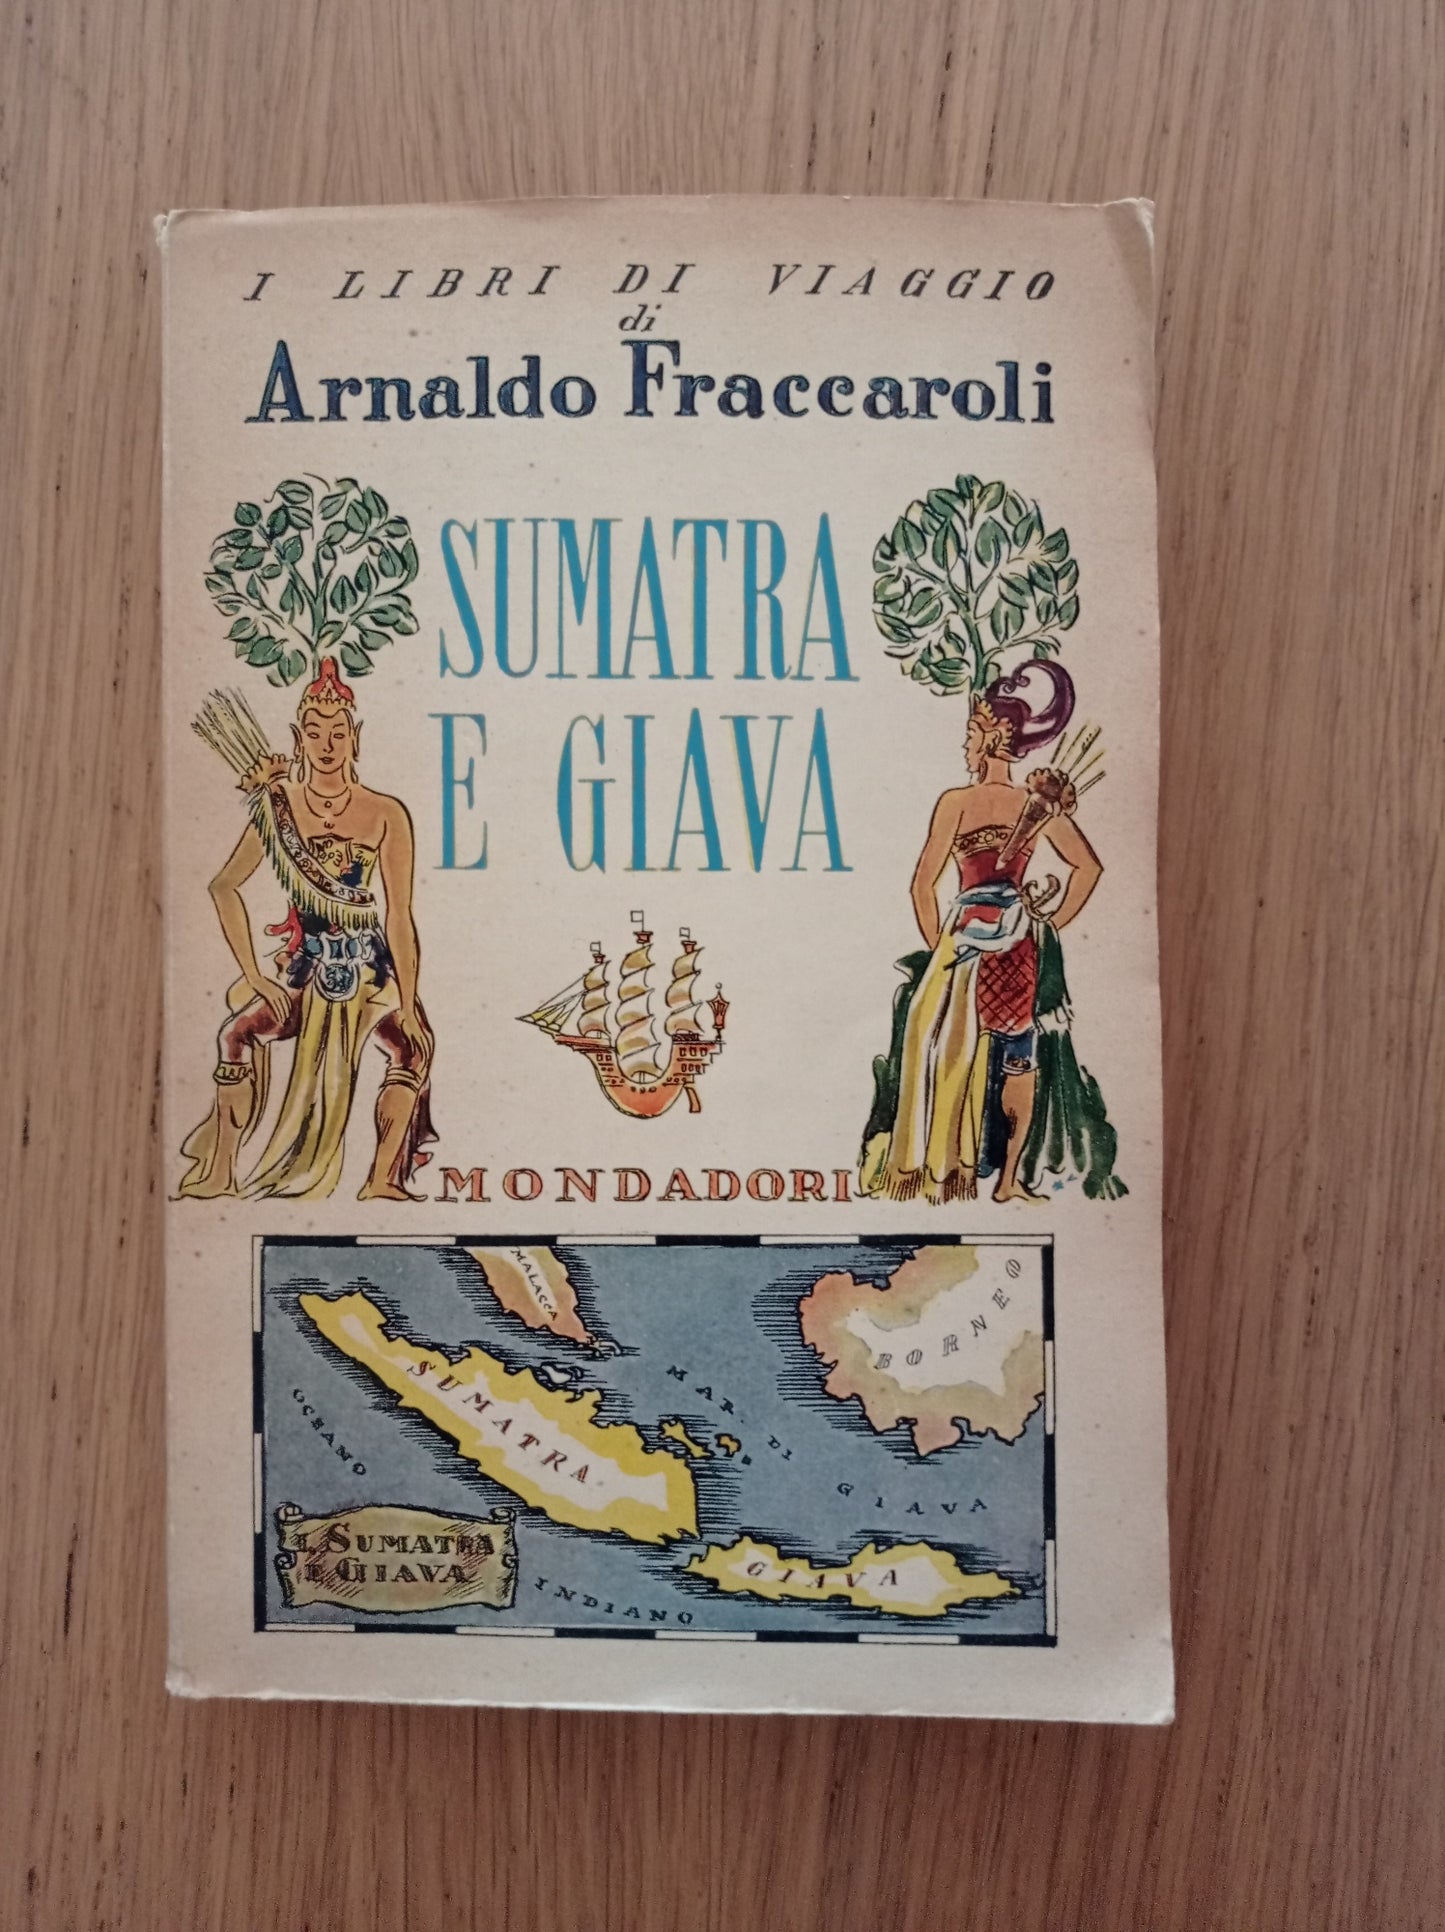 I LIBRI DI VIAGGIO
di
Arnaldo Fraccaroli
SUMATRA
E GIAVA
MONDADORI
MALACCA
BORNEO
SUMATRA
MAR. DI GIAVA
OCEANO INDIANO
GIAVA
I. SUMATRA
E GIAVA